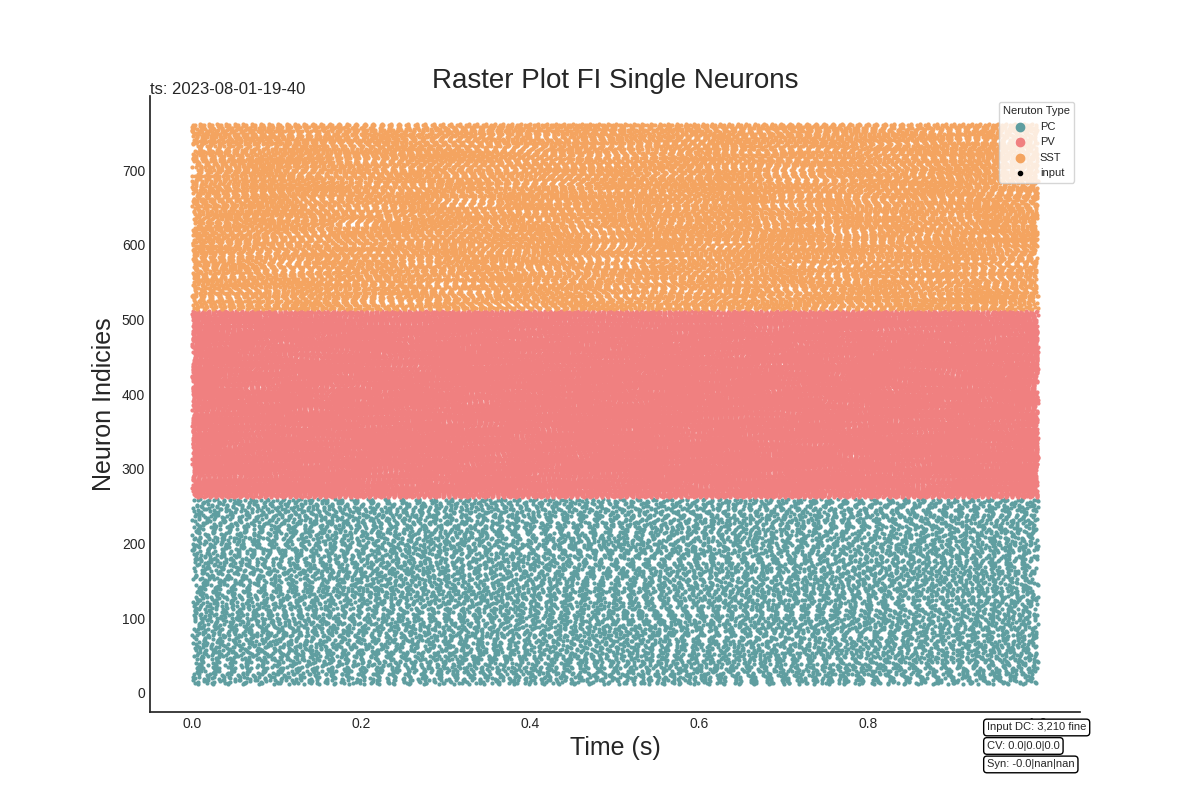 Raster Plot FI Single Neurons
ts: 2023-08-01-19-40
Neruton Type
PC
PV
SST
input
Neuron Indicies
700
600
500
400
300
200
100
0
0.0 0.2 0.4 0.6 0.8
Time (s)
Input DC: 3,210 fine
CV: 0.0|0.0|0.0
Syn: -0.0|nan|nan